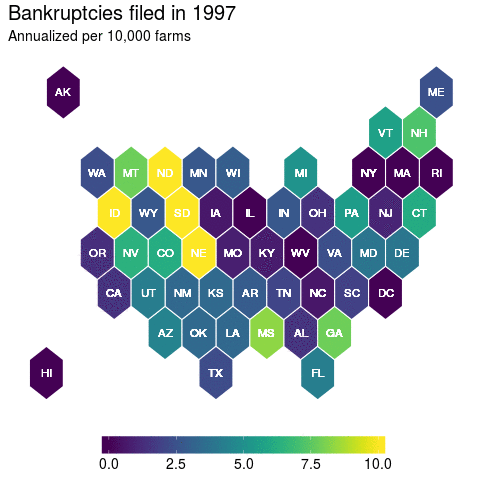 Bankruptcies filed in 1997
Annualized per 10,000 farms
AK ME
VT NH
WA MT ND MN WI MI NY MA RI
ID WY SD IA IL IN OH PA NJ CT
OR NV CO NE MO KY WV VA MD DE
CA UT NM KS AR TN NC SC DC
AZ OK LA MS AL GA
HI TX FL
0.0 2.5 5.0 7.5 10.0